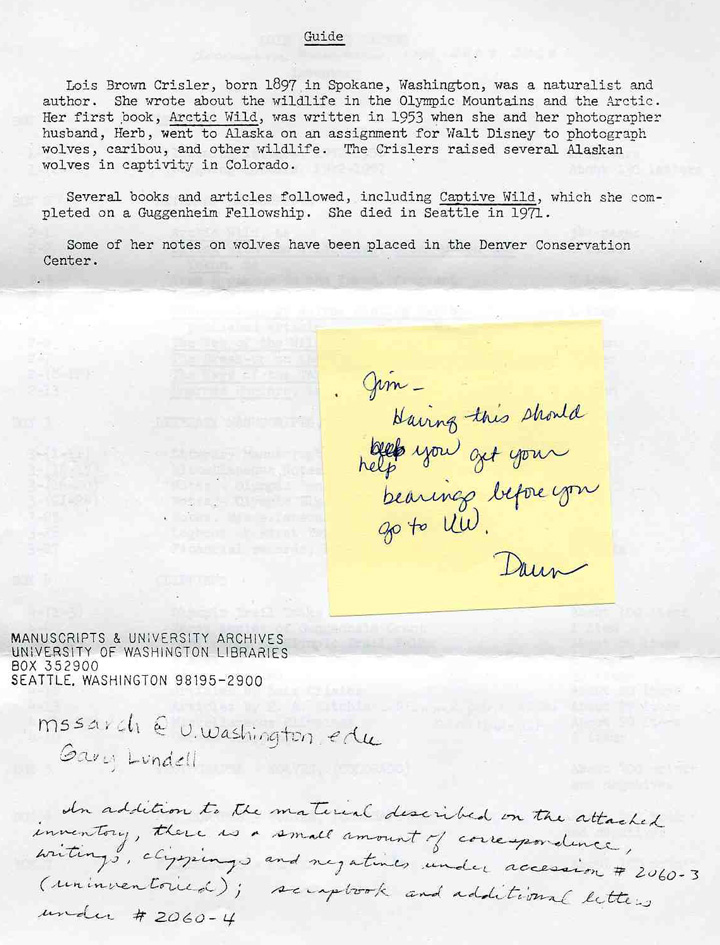 Guide
Lois Brown Crisler, born 1897 in Spokane, Washington, was a naturalist and
author. She wrote about the wildlife in the Olympic Mountains and the Arctic.
Her first book, Arctic Wild, was written in 1953 when she and her photographer
husband, Herb, went to Alaska on an assignment for Walt Disney to photograph
wolves, caribou, and other wildlife. The Crislers raised several Alaskan
wolves in captivity in Colorado.
Several books and articles followed, including Captive Wild, which she com-
pleted on a Guggenheim Fellowship. She died in Seattle in 1971.
Some of her notes on wolves have been placed in the Denver Conservation
Center.
Jim –
Having this should
you get your
help
bearings before you
go to UW.
Dawn
MANUSCRIPTS & UNIVERSITY ARCHIVES
UNIVERSITY OF WASHINGTON LIBRARIES
BOX 352900
SEATTLE, WASHINGTON 98195-2900
mssarch @ u.washington.edu
Gary Lundell
In addition to the material described on the attached
inventory, there is a small amount of correspondence,
writings, clippings and negatives under accession # 2060-3
(uninventoried); scrapbook and additional letters
under # 2060-4